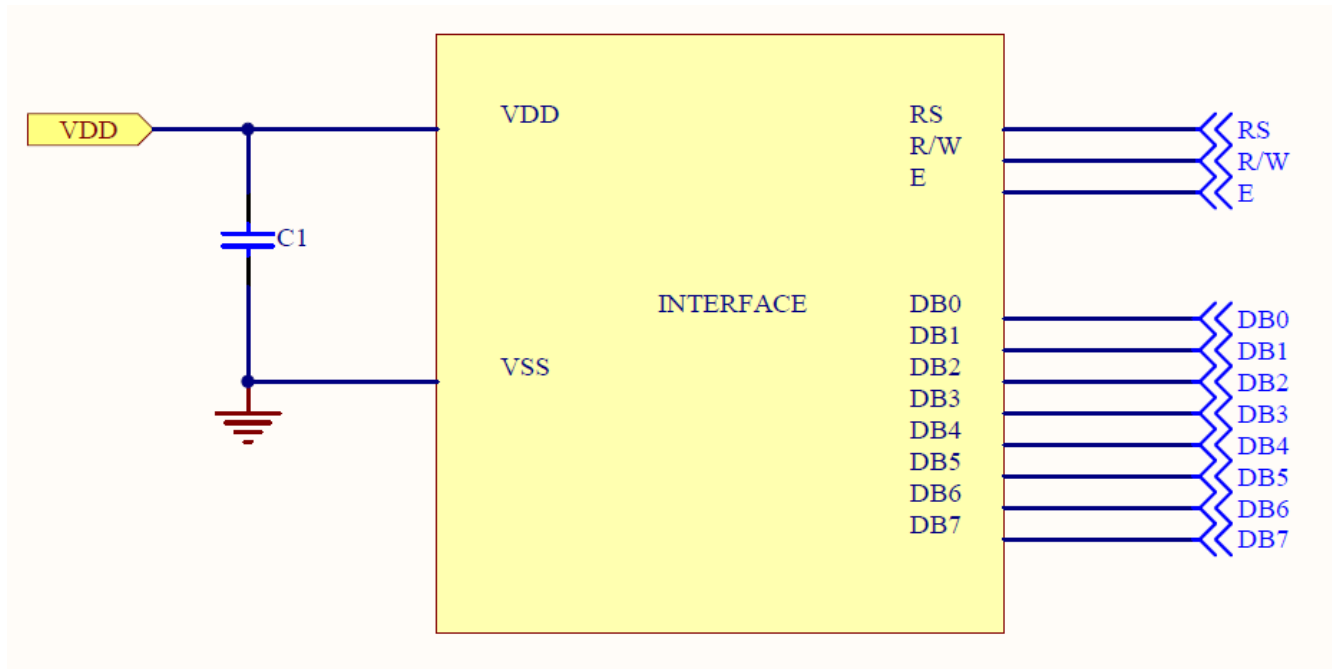 VDD
VDD
RS
RS
R/W
R/W
E
E
C1
INTERFACE
DB0
DB0
DB1
DB1
VSS
DB2
DB2
DB3
DB3
DB4
DB4
DB5
DB5
DB6
DB6
DB7
DB7